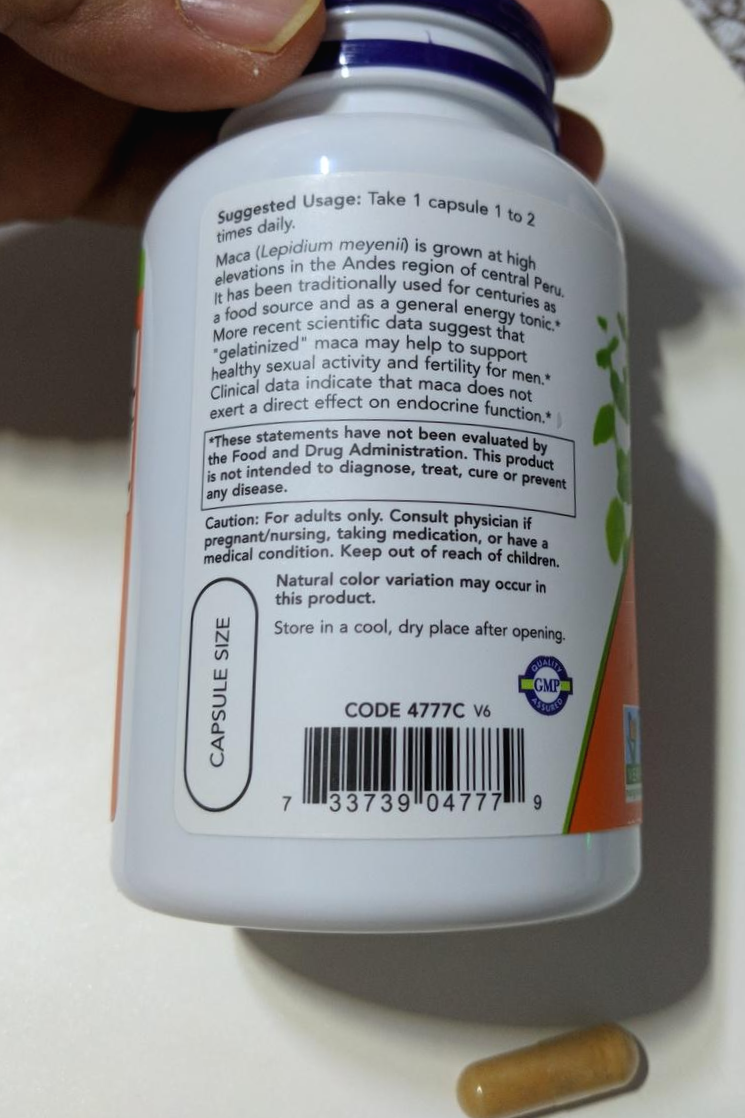 Suggested Usage: Take 1 capsule 1 to 2
times daily.
Maca (Lepidium meyenii) is grown at high
elevations in the Andes region of central Peru.
It has been traditionally used for centuries as
a food source and as a general energy tonic.*
More recent scientific data suggest that
"gelatinized" maca may help to support
healthy sexual activity and fertility for men.*
Clinical data indicate that maca does not
exert a direct effect on endocrine function.*
*These statements have not been evaluated by
the Food and Drug Administration. This product
is not intended to diagnose, treat, cure or prevent
any disease.
Caution: For adults only. Consult physician if
pregnant/nursing, taking medication, or have a
medical condition. Keep out of reach of children.
Natural color variation may occur in
this product.
Store in a cool, dry place after opening.
CAPSULE SIZE
QUALITY
GMP
ASSURED
CODE 4777C V6
7 33739 04777 9